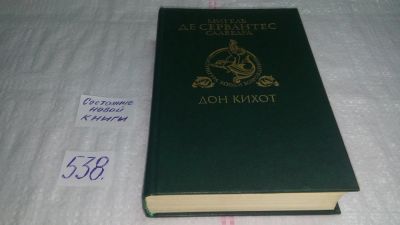 МИГЕЛЬ
ДЕ СЕРВАНТЕС
СААВЕДРА
ДОН КИХОТ
Состояние
новой
книги
538.